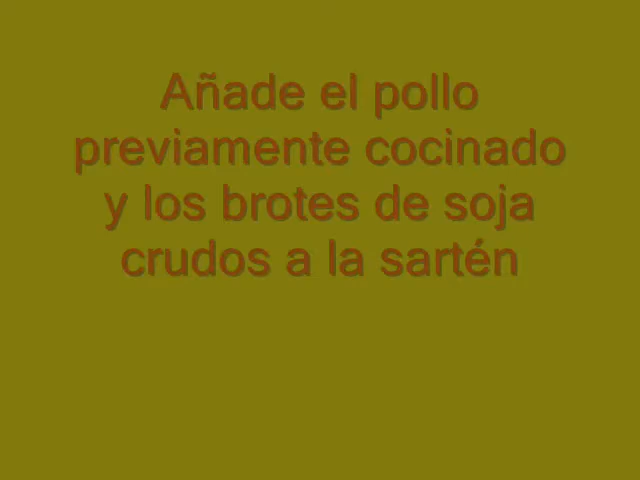 Añade el pollo
previamente cocinado
y los brotes de soja
crudos a la sartén